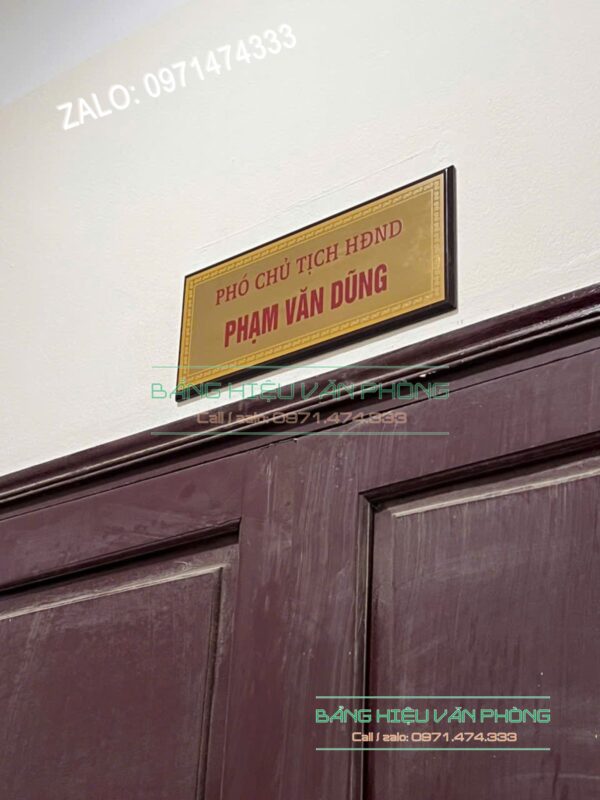 ZALO: 0971474333
PHÓ CHỦ TỊCH HĐND
PHẠM VĂN DŨNG
BẢNG HIỆU VĂN PHÒNG
Call / zalo: 0971.474.333
BẢNG HIỆU VĂN PHÒNG
Call / zalo: 0971.474.333